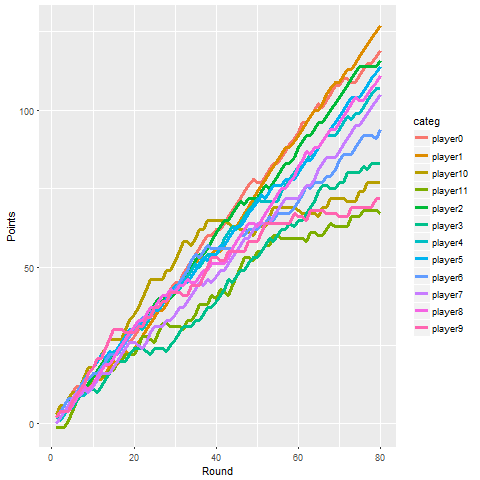 100
50
0
0
20
40
60
80
Round
Points
categ
player0
player1
player10
player11
player2
player3
player4
player5
player6
player7
player8
player9